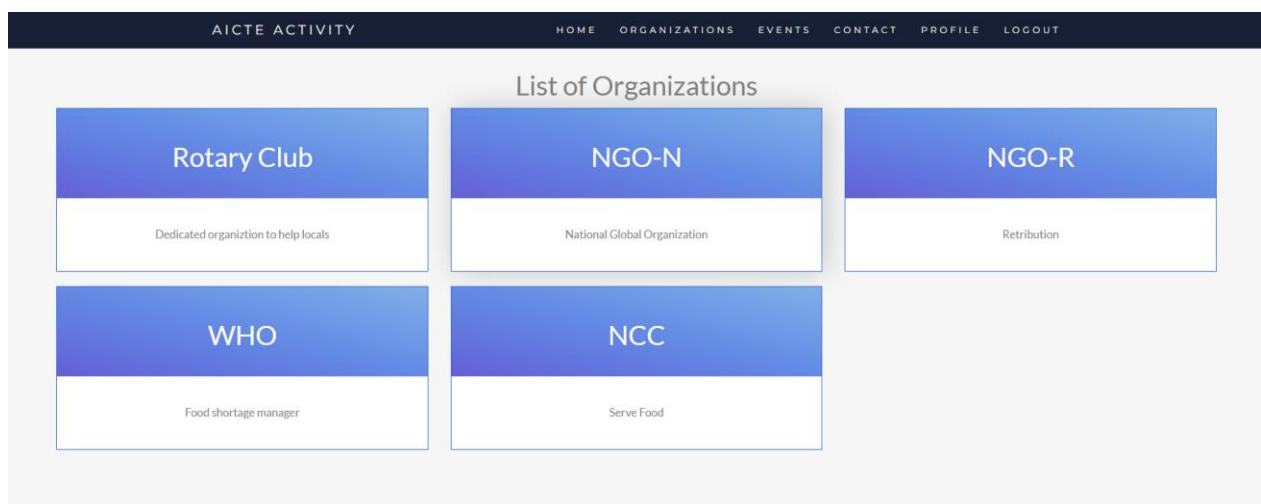 AICTE ACTIVITY HOME ORGANIZATIONS EVENTS CONTACT PROFILE LOGOUT
List of Organizations
Rotary Club
Dedicated organiztion to help locals
NGO-N
National Global Organization
NGO-R
Retribution
WHO
Food shortage manager
NCC
Serve Food